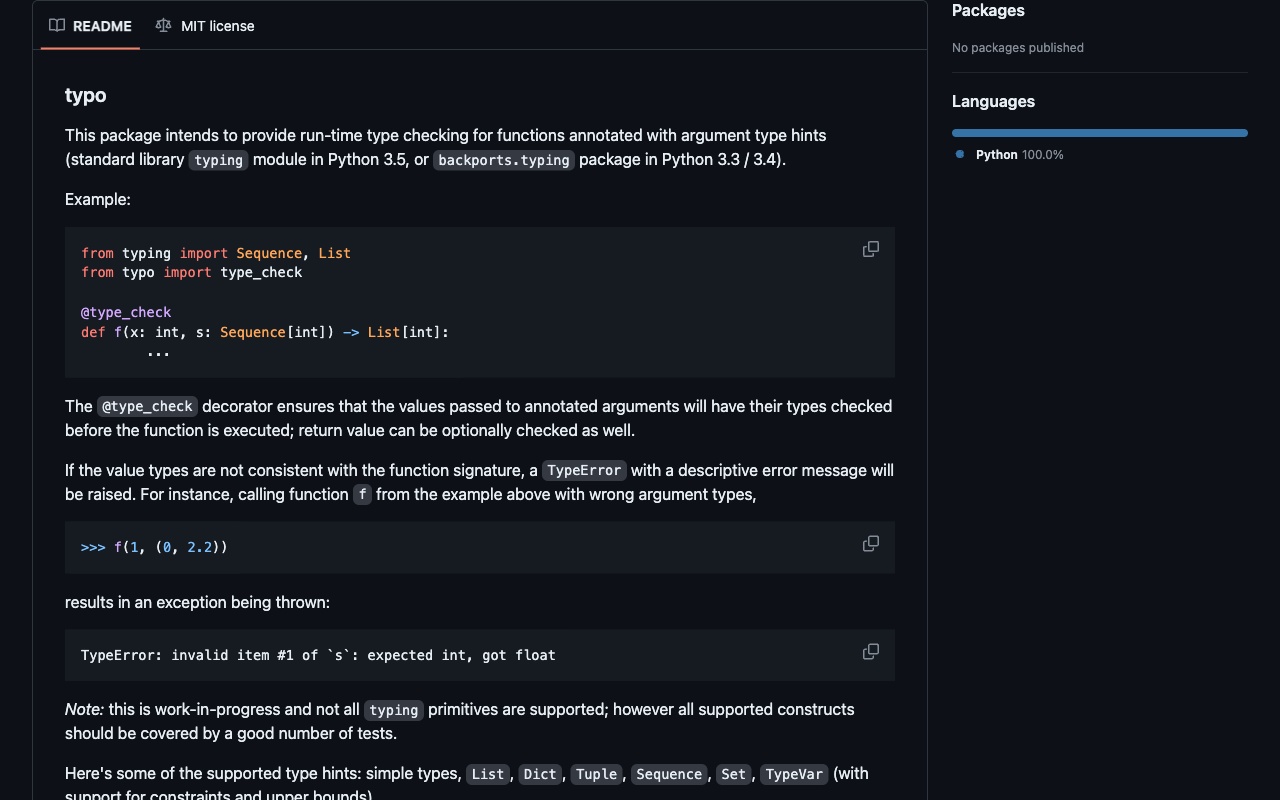 README
MIT license
typo
This package intends to provide run-time type checking for functions annotated with argument type hints
(standard library typing module in Python 3.5, or backports.typing package in Python 3.3 / 3.4).
Example:
from typing import Sequence, List
from typo import type_check
@type_check
def f(x: int, s: Sequence[int]) -> List[int]:
...
The @type_check decorator ensures that the values passed to annotated arguments will have their types checked
before the function is executed; return value can be optionally checked as well.
If the value types are not consistent with the function signature, a TypeError with a descriptive error message will
be raised. For instance, calling function f from the example above with wrong argument types,
>>> f(1, (0, 2.2))
results in an exception being thrown:
TypeError: invalid item #1 of `s`: expected int, got float
Note: this is work-in-progress and not all typing primitives are supported; however all supported constructs
should be covered by a good number of tests.
Here's some of the supported type hints: simple types, List, Dict, Tuple, Sequence, Set, TypeVar (with
support for constraints and upper bounds)
Packages
No packages published
Languages
Python 100.0%